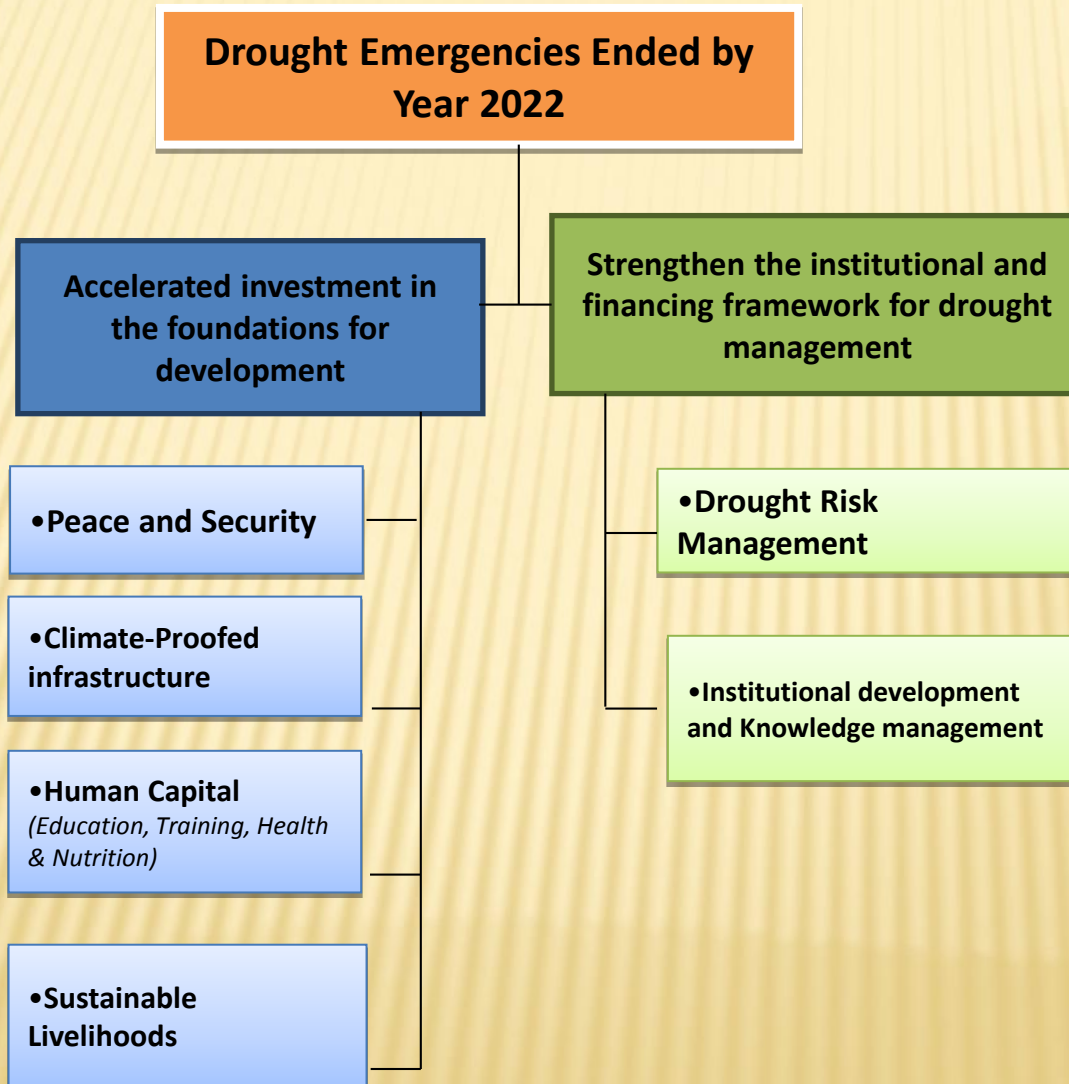 Drought Emergencies Ended by
Year 2022
Accelerated investment in
the foundations for
development
Strengthen the institutional and
financing framework for drought
management
•Peace and Security
•Climate-Proofed
infrastructure
•Human Capital
(Education, Training, Health
& Nutrition)
•Sustainable
Livelihoods
•Drought Risk
Management
•Institutional development
and Knowledge management